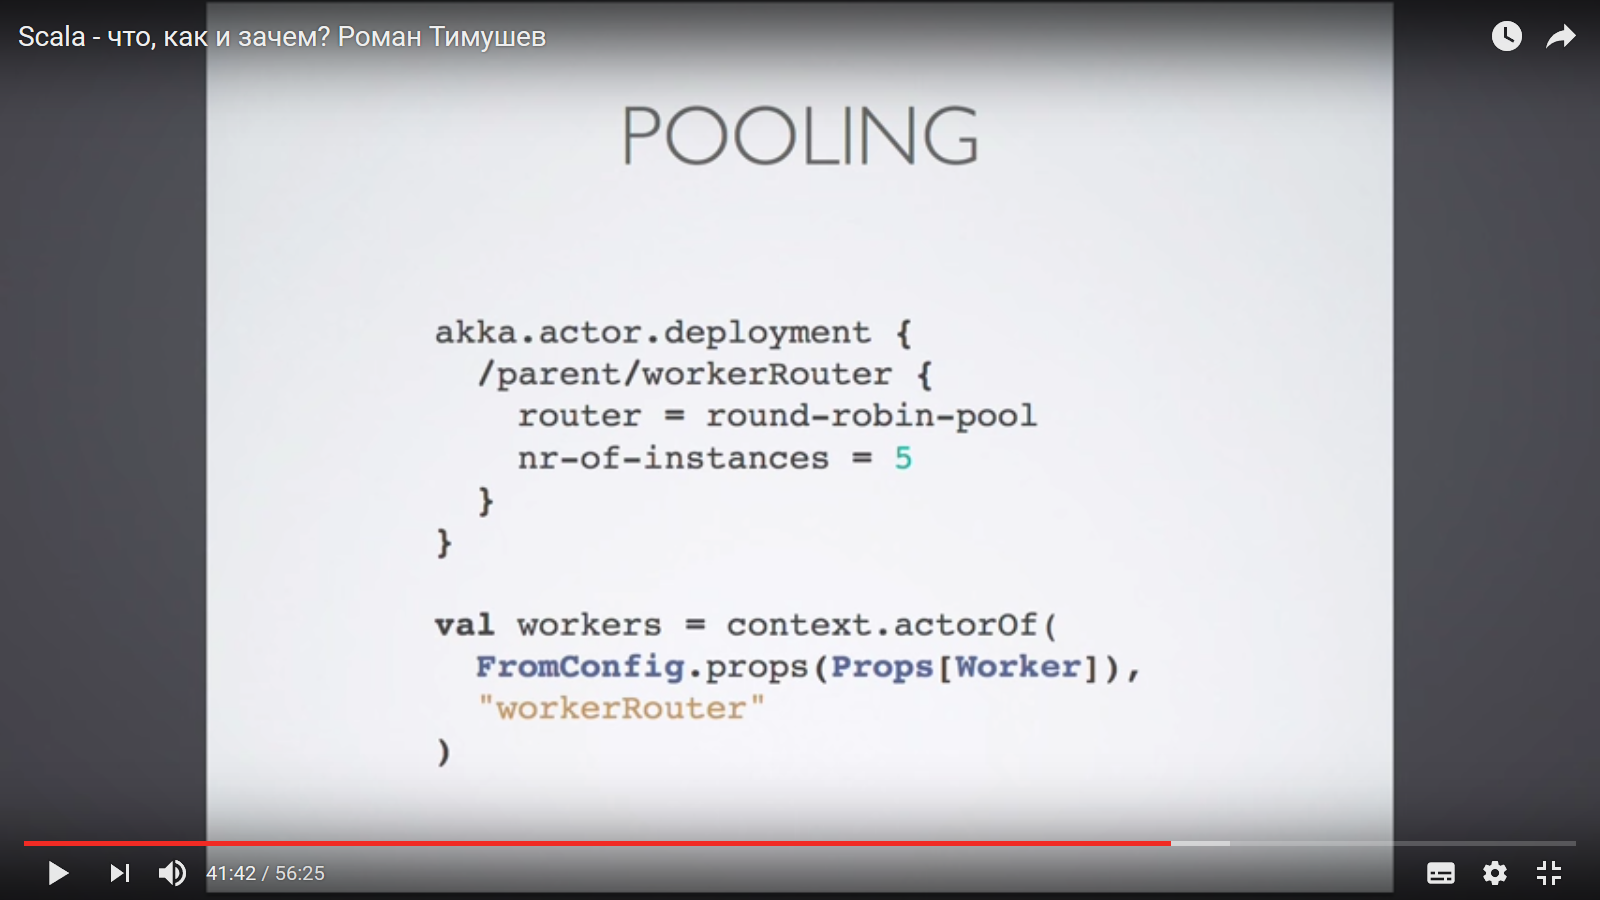 Scala - что, как и зачем? Роман Тимушев
POOLING
akka.actor.deployment {
  /parent/workerRouter {
    router = round-robin-pool
    nr-of-instances = 5
  }
}
val workers = context.actorOf(
  FromConfig.props(Props[Worker]),
  "workerRouter"
)
41:42 / 56:25